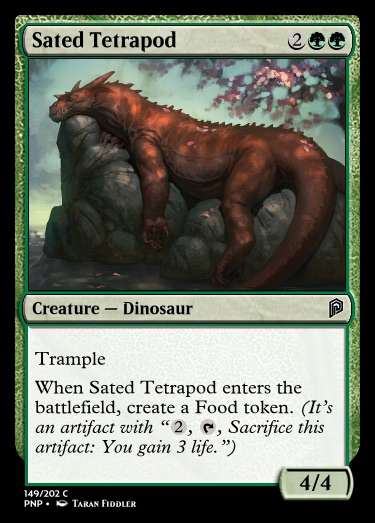 Sated Tetrapod 2
Creature — Dinosaur
Trample
When Sated Tetrapod enters the
battlefield, create a Food token. (It's
an artifact with “2, , Sacrifice this
artifact: You gain 3 life.”)
4/4
149/202 C
PNP • Taran Fiddler